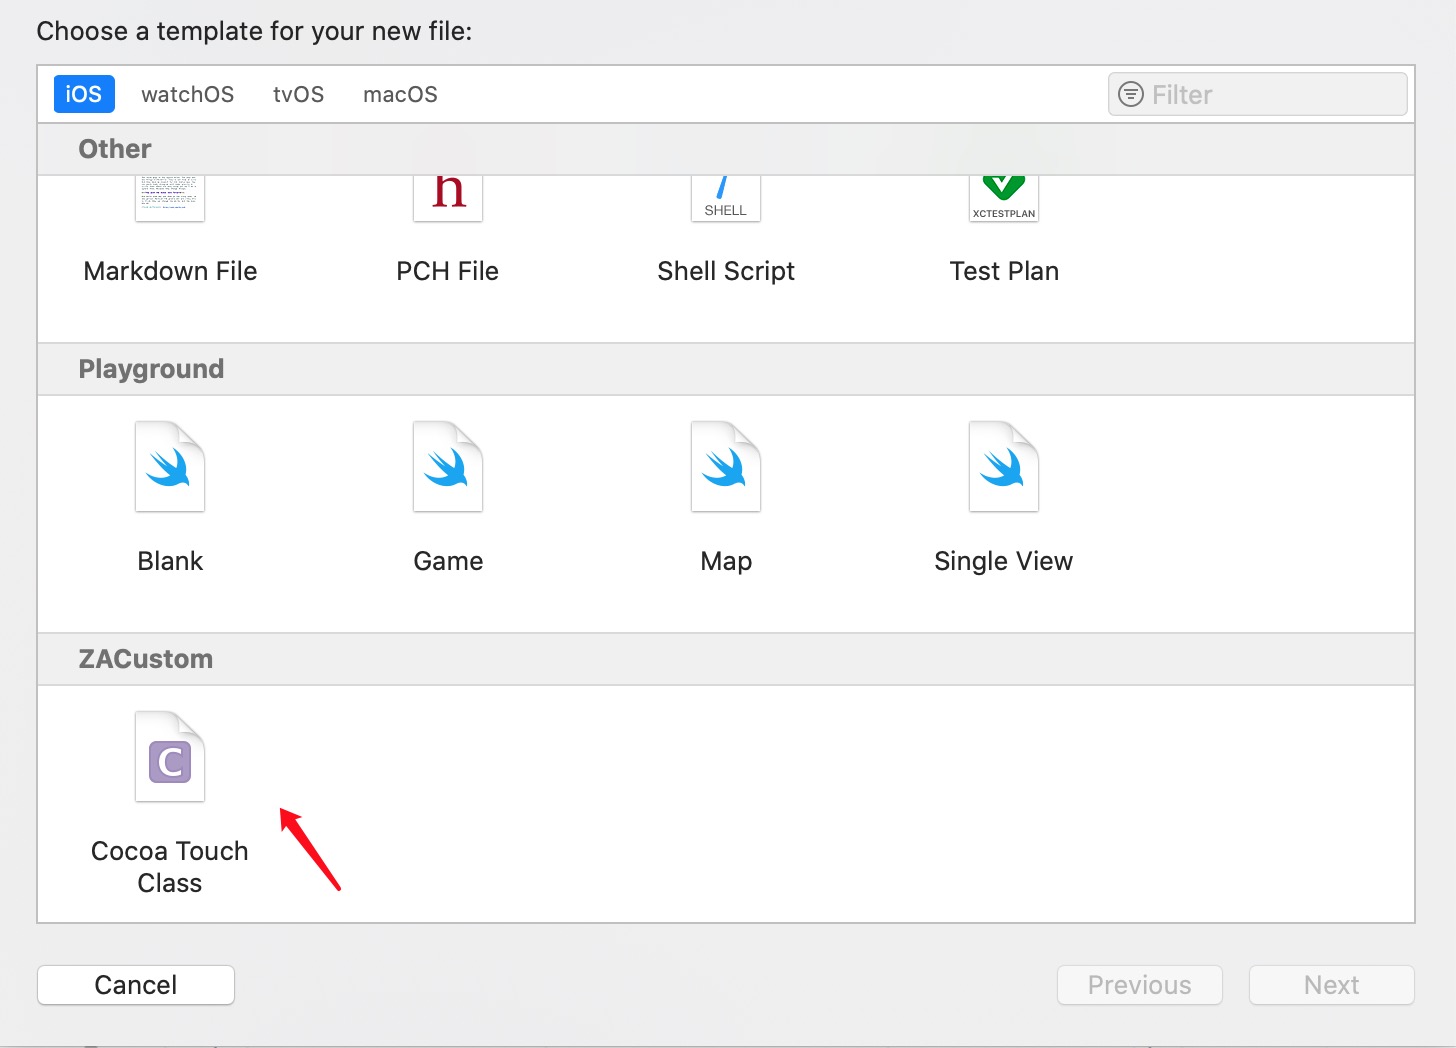 Choose a template for your new file:
iOS watchOS tvOS macOS Filter
Other
h SHELL XCTESTPLAN
Markdown File PCH File Shell Script Test Plan
Playground
Blank Game Map Single View
ZACustom
C
Cocoa Touch
Class
Cancel Previous Next